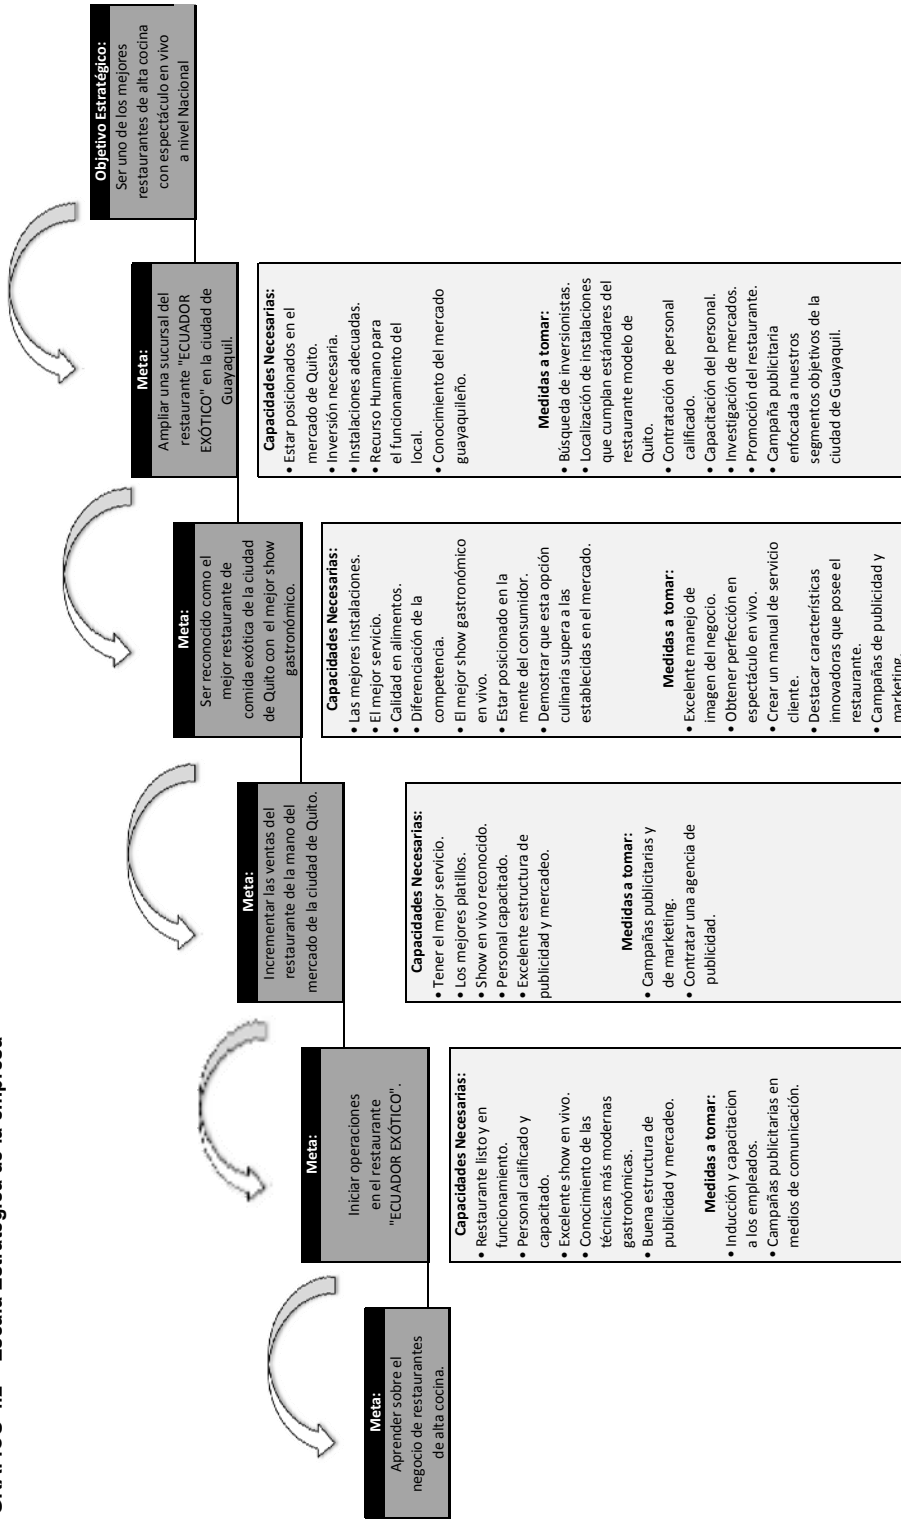 Estratégica de la empresa
Meta:
Aprender sobre el
negocio de restaurantes
de alta cocina.
Meta:
Iniciar operaciones
en el restaurante
"ECUADOR EXÓTICO".
Capacidades Necesarias:
• Restaurante listo y en
funcionamiento.
• Personal calificado y
capacitado.
• Excelente show en vivo.
• Conocimiento de las
técnicas más modernas
gastronómicas.
• Buena estructura de
publicidad y mercadeo.
Medidas a tomar:
• Inducción y capacitacion
a los empleados.
• Campañas publicitarias en
medios de comunicación.
Meta:
Incrementar las ventas del
restaurante de la mano del
mercado de la ciudad de Quito.
Capacidades Necesarias:
• Tener el mejor servicio.
• Los mejores platillos.
• Show en vivo reconocido.
• Personal capacitado.
• Excelente estructura de
publicidad y mercadeo.
Medidas a tomar:
• Campañas publicitarias y
de marketing.
• Contratar una agencia de
publicidad.
Meta:
Ser reconocido como el
mejor restaurante de
comida exótica de la ciudad
de Quito con el mejor show
gastronómico.
Capacidades Necesarias:
• Las mejores instalaciones.
• El mejor servicio.
• Calidad en alimentos.
• Diferenciación de la
competencia.
• El mejor show gastronómico
en vivo.
• Estar posicionado en la
mente del consumidor.
• Demostrar que esta opción
culinaria supera a las
establecidas en el mercado.
Medidas a tomar:
• Excelente manejo de
imagen del negocio.
• Obtener perfección en
espectáculo en vivo.
• Crear un manual de servicio
cliente.
• Destacar características
innovadoras que posee el
restaurante.
• Campañas de publicidad y
marketing.
Meta:
Ampliar una sucursal del
restaurante "ECUADOR
EXÓTICO" en la ciudad de
Guayaquil.
Capacidades Necesarias:
• Estar posicionados en el
mercado de Quito.
• Inversión necesaria.
• Instalaciones adecuadas.
• Recurso Humano para
el funcionamiento del
local.
• Conocimiento del mercado
guayaquileño.
Medidas a tomar:
• Búsqueda de inversionistas.
• Localización de instalaciones
que cumplan estándares del
restaurante modelo de
Quito.
• Contratación de personal
calificado.
• Capacitación del personal.
• Investigación de mercados.
• Promoción del restaurante.
• Campaña publicitaria
enfocada a nuestros
segmentos objetivos de la
ciudad de Guayaquil.
Objetivo Estratégico:
Ser uno de los mejores
restaurantes de alta cocina
con espectáculo en vivo
a nivel Nacional